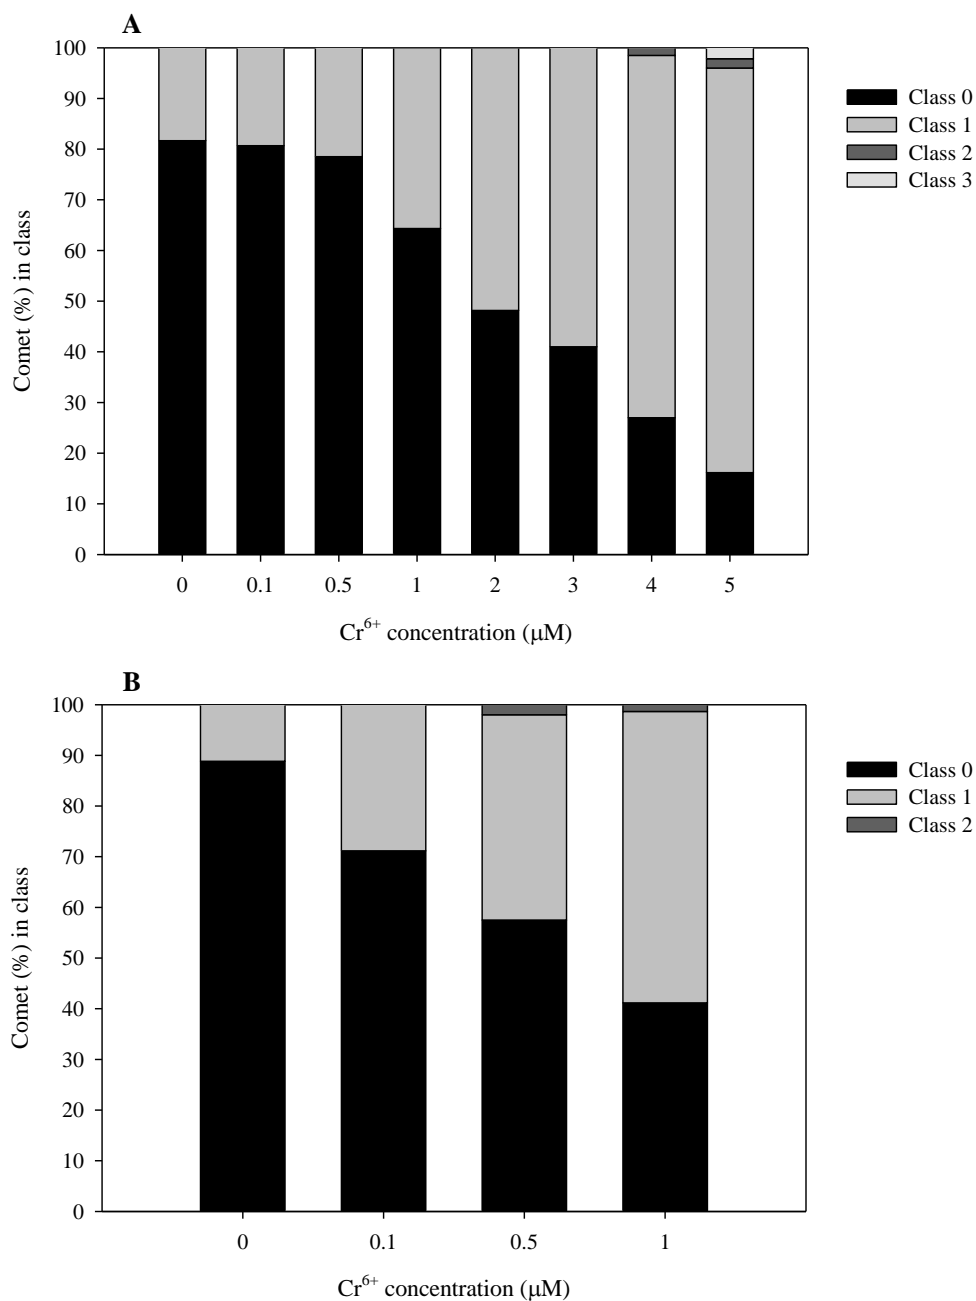 A
100
90
80
70
60
50
40
30
20
10
0
Comet (%) in class
0 0.1 0.5 1 2 3 4 5
Cr⁶⁺ concentration (μM)
Class 0
Class 1
Class 2
Class 3
B
100
90
80
70
60
50
40
30
20
10
0
Comet (%) in class
0 0.1 0.5 1
Cr⁶⁺ concentration (μM)
Class 0
Class 1
Class 2